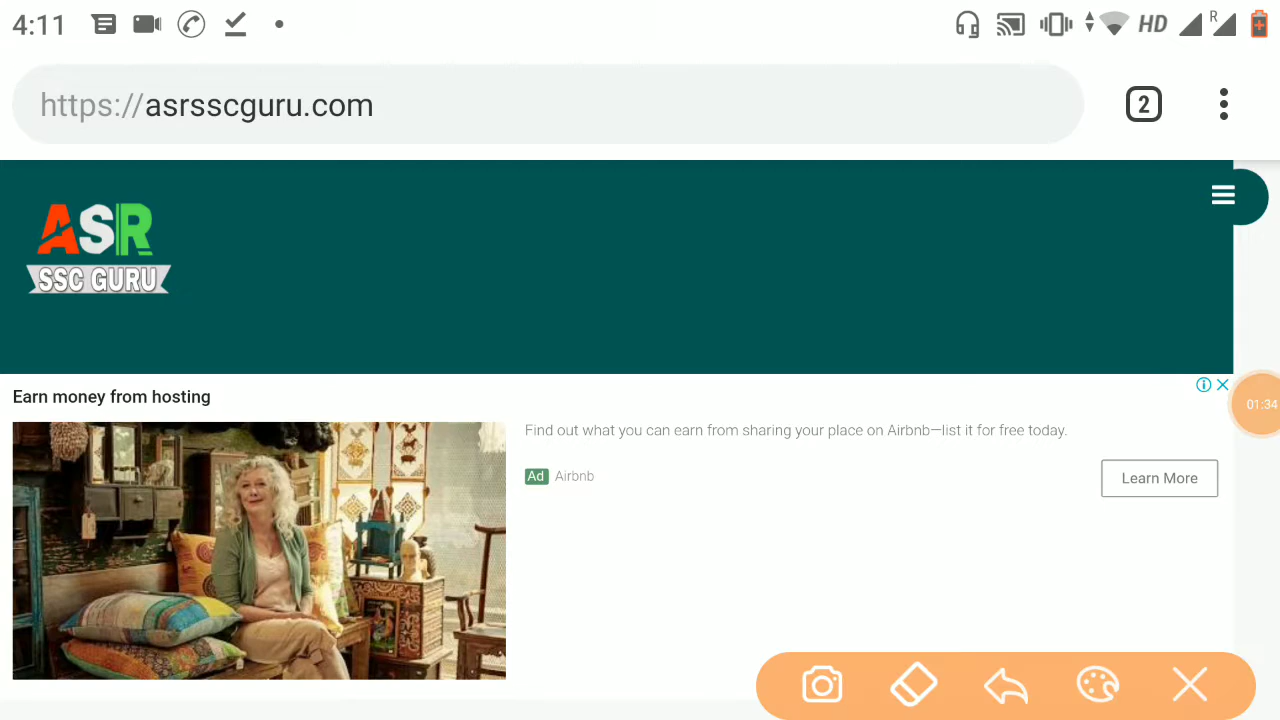 4:11
HD
R
https://asrsscguru.com
2
ASR
SSC GURU
Earn money from hosting
Find out what you can earn from sharing your place on Airbnb—list it for free today.
Ad Airbnb
Learn More
01:34